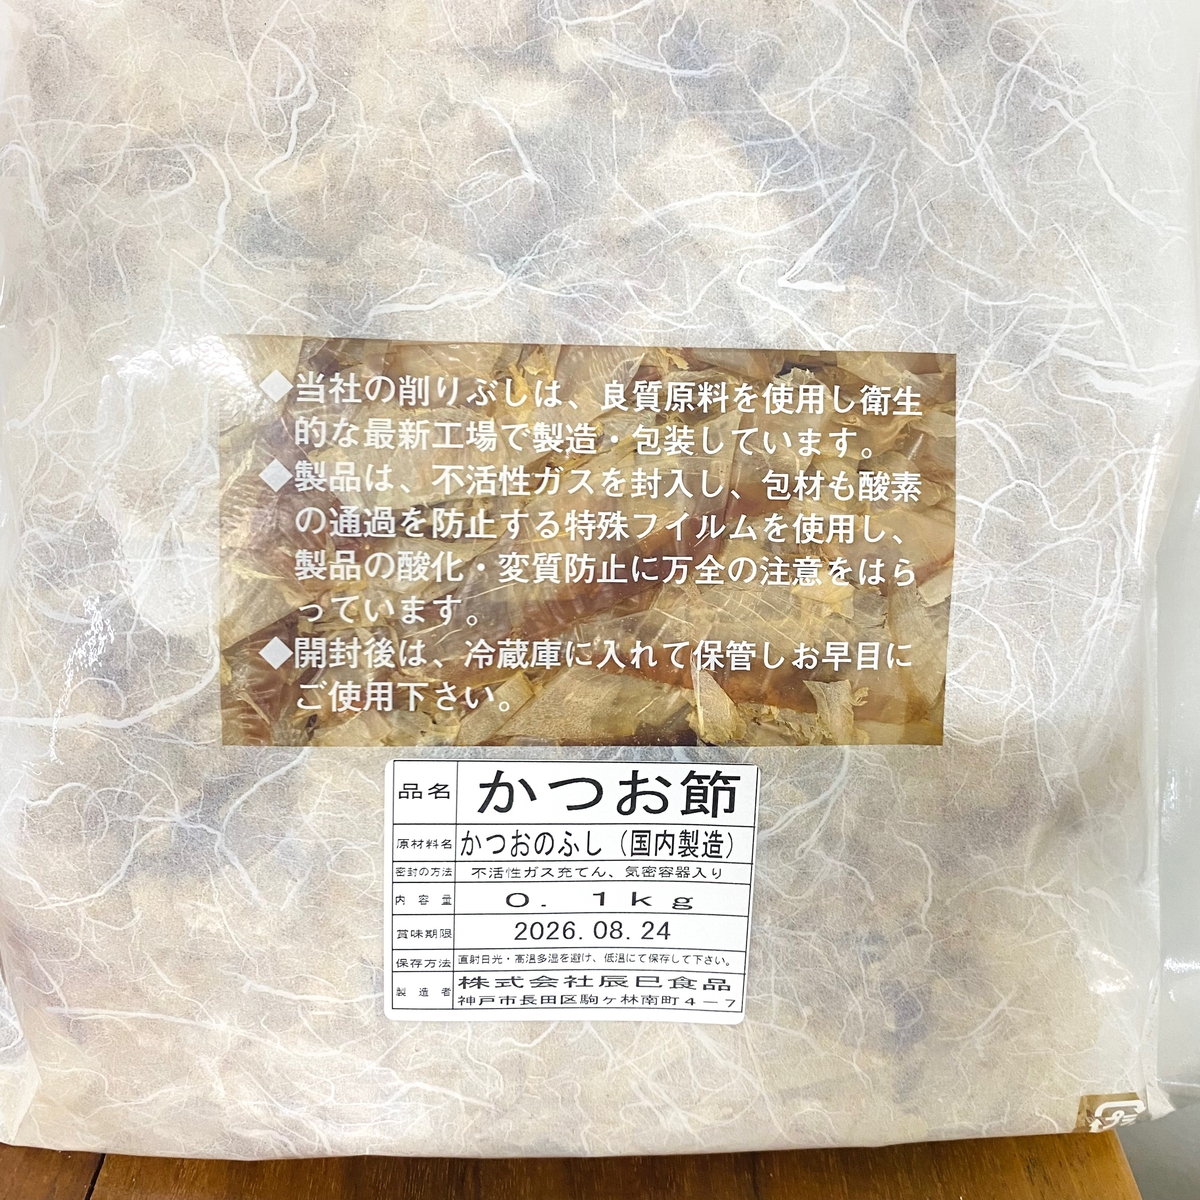 ◆当社の削りぶしは、良質原料を使用し衛生
的な最新工場で製造・包装しています。
◆製品は、不活性ガスを封入し、包材も酸素
の通過を防止する特殊フイルムを使用し、
製品の酸化・変質防止に万全の注意をはら
っています。
◆開封後は、冷蔵庫に入れて保管しお早目に
ご使用下さい。
品名 かつお節
原材料名 かつおのふし（国内製造）
密封の方法 不活性ガス充てん、気密容器入り
内容量 0.1kg
賞味期限 2026.08.24
保存方法 直射日光・高温多湿を避け、低温にて保存して下さい。
製造者 株式会社辰巳食品
神戸市長田区駒ヶ林南町4－7